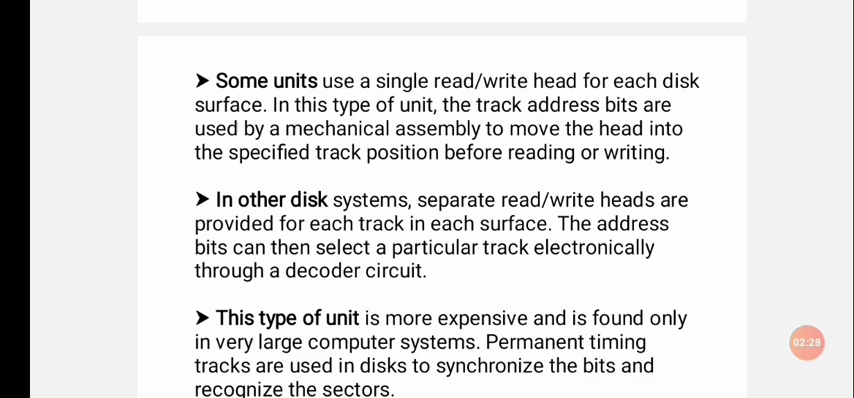 ➤ Some units use a single read/write head for each disk
surface. In this type of unit, the track address bits are
used by a mechanical assembly to move the head into
the specified track position before reading or writing.
➤ In other disk systems, separate read/write heads are
provided for each track in each surface. The address
bits can then select a particular track electronically
through a decoder circuit.
➤ This type of unit is more expensive and is found only
in very large computer systems. Permanent timing
tracks are used in disks to synchronize the bits and
recognize the sectors.
02:28